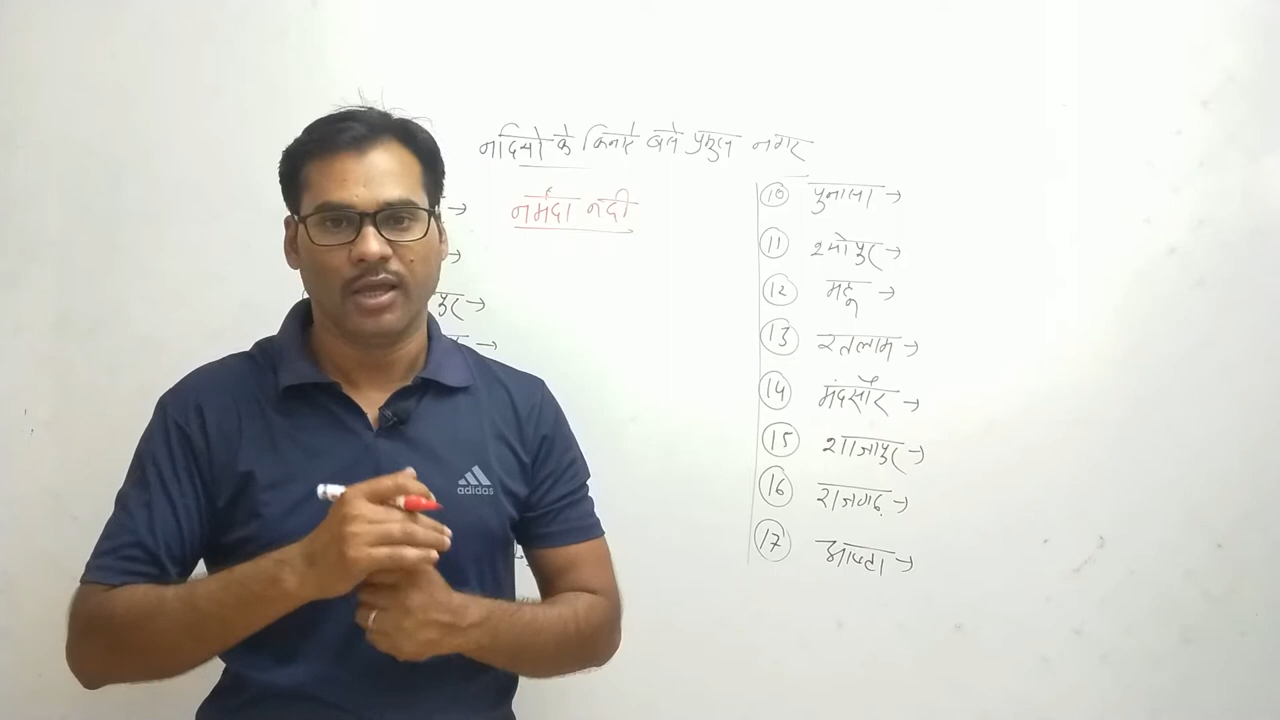 नदियो के किनारे बसे प्रमुख नगर
नर्मदा नदी
पुर →
10 पुनासा →
11 श्योपुर →
12 महू →
13 रतलाम →
14 मंदसौर →
15 शाजापुर →
16 राजगढ़ →
17 आष्टा →
adidas